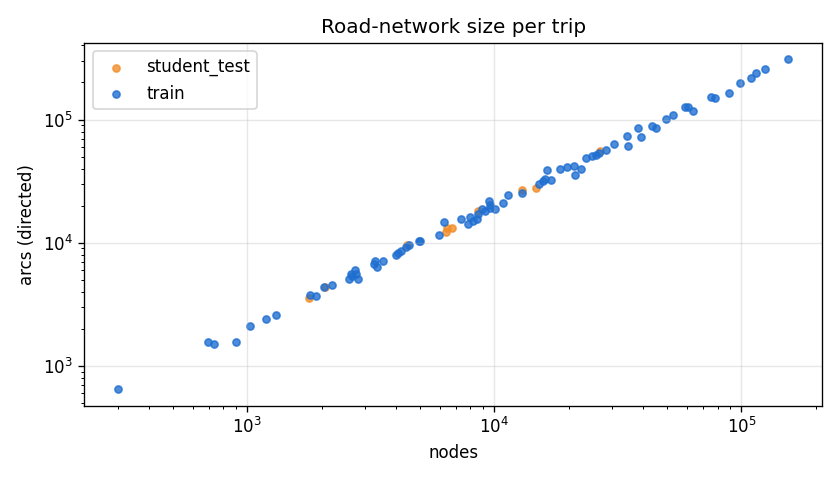 Road-network size per trip
student_test
train
arcs (directed)
10^5
10^4
10^3
10^3
10^4
10^5
nodes